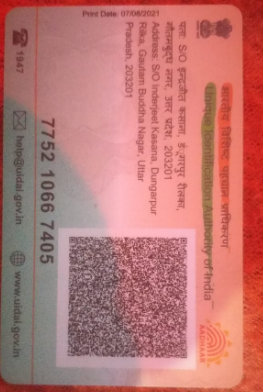 भारतीय विशिष्ट पहचान प्राधिकरण
Unique Identification Authority of India
AADHAAR
Print Date: 07/08/2021
पता: S/O इन्द्रजीत कसाना, डूंगरपुर रीलका,
गौतमबुद्ध नगर, उत्तर प्रदेश, 203201
Address: S/O Inderjeet Kasana, Dungarpur
Rilka, Gautam Buddha Nagar, Uttar
Pradesh, 203201
7752 1066 7405
1947
help@uidai.gov.in
www.uidai.gov.in